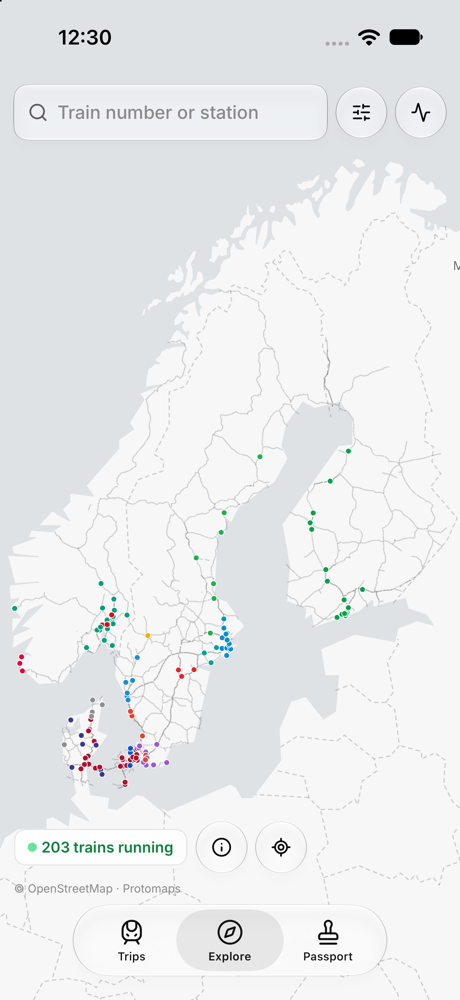 12:30
Train number or station
M
203 trains running
© OpenStreetMap · Protomaps
Trips
Explore
Passport